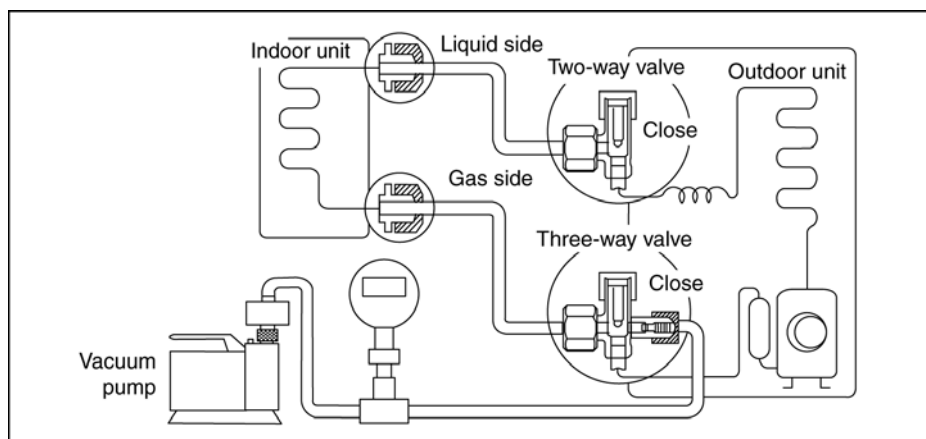 Indoor unit
Liquid side
Two-way valve
Outdoor unit
Close
Gas side
Three-way valve
Close
Vacuum
pump